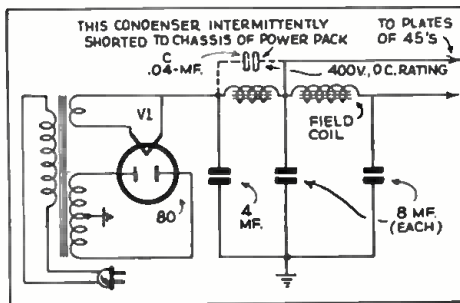 THIS CONDENSER INTERMITTENTLY
SHORTED TO CHASSIS OF POWER PACK
TO PLATES
OF 45'S
C
.04-MF.
400V., D.C. RATING
FIELD
COIL
V1
80
4
MF.
8 MF.
(EACH)